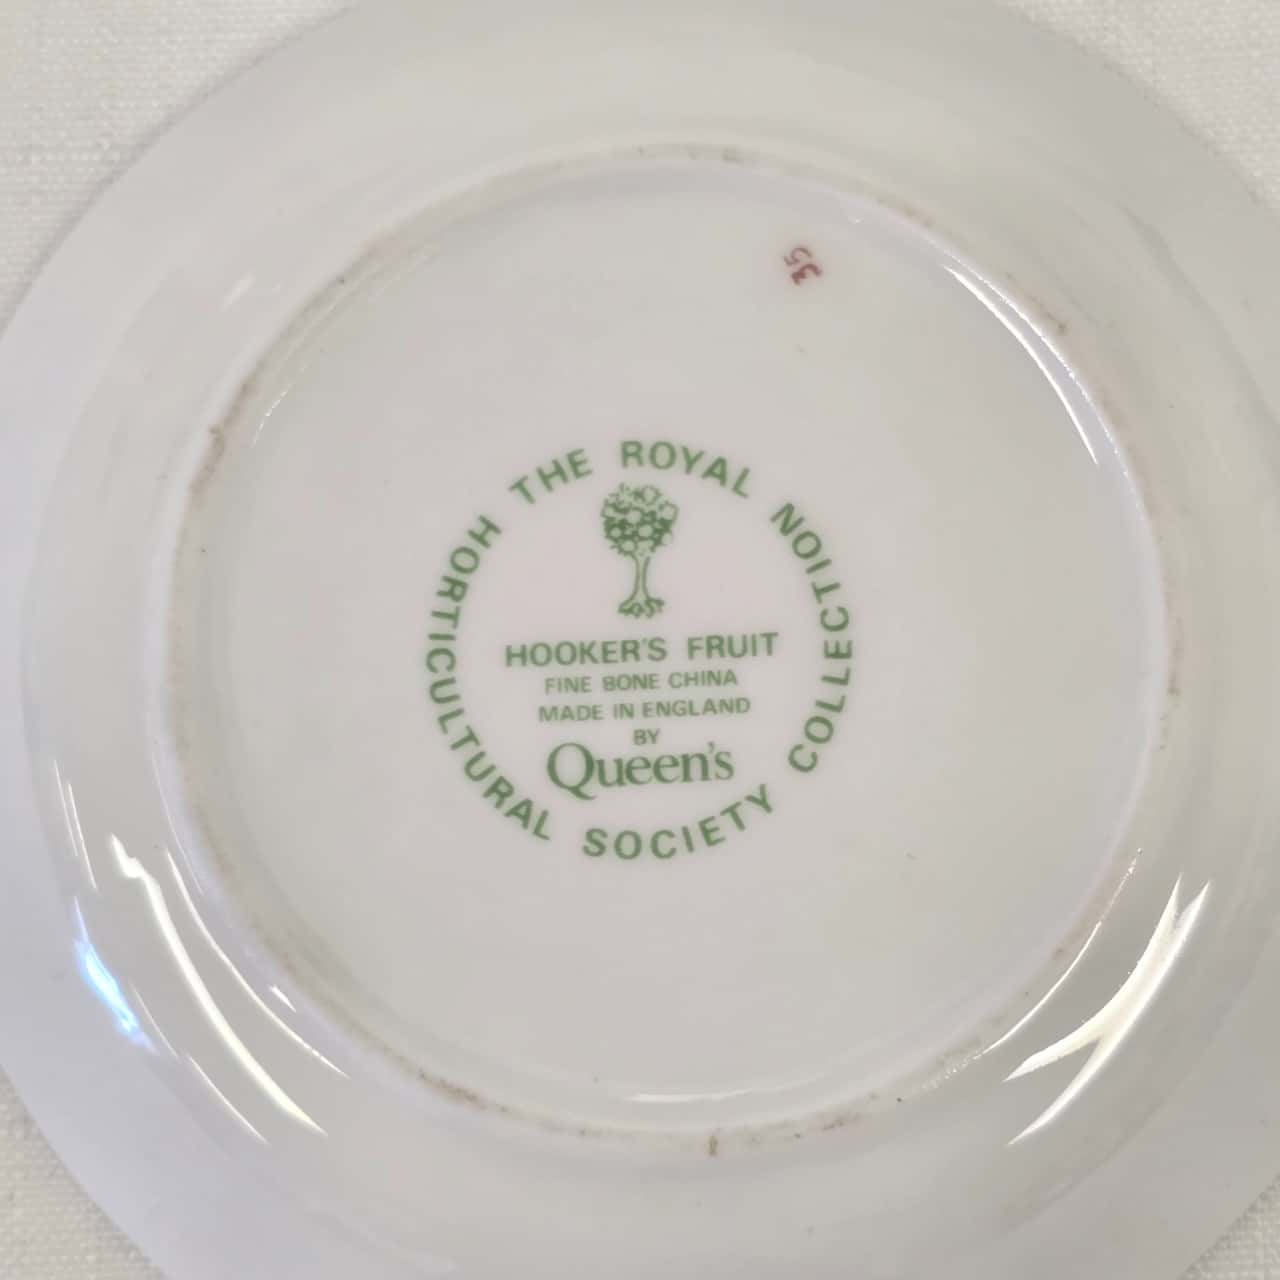 THE ROYAL HORTICULTURAL SOCIETY COLLECTION
HOOKER'S FRUIT
FINE BONE CHINA
MADE IN ENGLAND
BY
Queen's
35